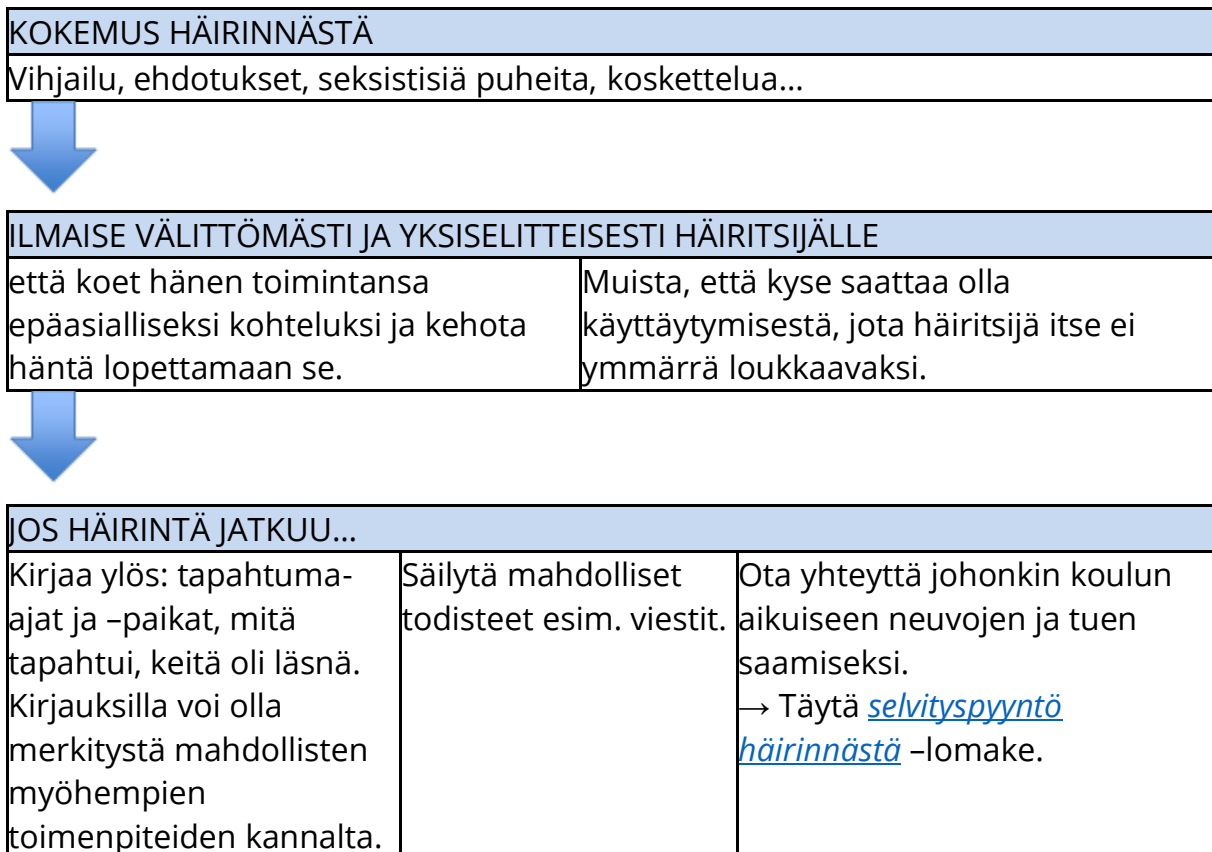 KOKEMUS HÄIRINNÄSTÄ
Vihjailu, ehdotukset, seksistisiä puheita, koskettelua...
ILMAISE VÄLITTÖMÄSTI JA YKSISELITTEISESTI HÄIRITSIJÄLLE
että koet hänen toimintansa
epäasialliseksi kohteluksi ja kehota
häntä lopettamaan se.
Muista, että kyse saattaa olla
käyttäytymisestä, jota häiritsijä itse ei
ymmärrä loukkaavaksi.
JOS HÄIRINTÄ JATKUU...
Kirjaa ylös: tapahtuma-
ajat ja –paikat, mitä
tapahtui, keitä oli läsnä.
Kirjauksilla voi olla
merkitystä mahdollisten
myöhempien
toimenpiteiden kannalta.
Säilytä mahdolliset
todisteet esim. viestit.
Ota yhteyttä johonkin koulun
aikuiseen neuvojen ja tuen
saamiseksi.
→ Täytä selvityspyyntö
häirinnästä –lomake.